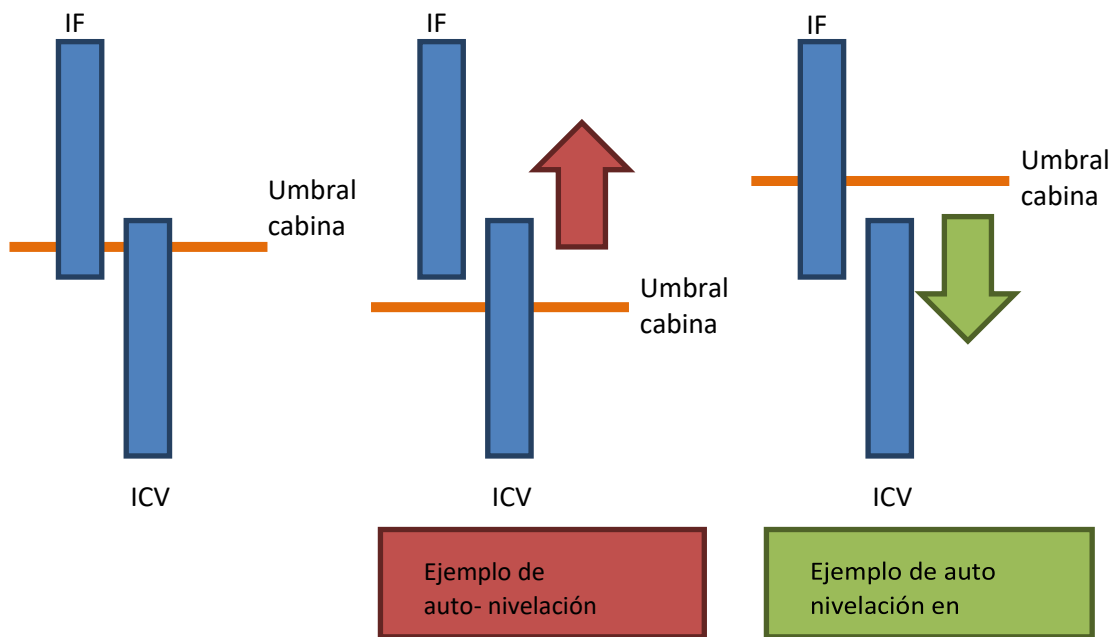 IF
Umbral
cabina
ICV
IF
Umbral
cabina
ICV
Ejemplo de
auto- nivelación
IF
Umbral
cabina
ICV
Ejemplo de auto
nivelación en